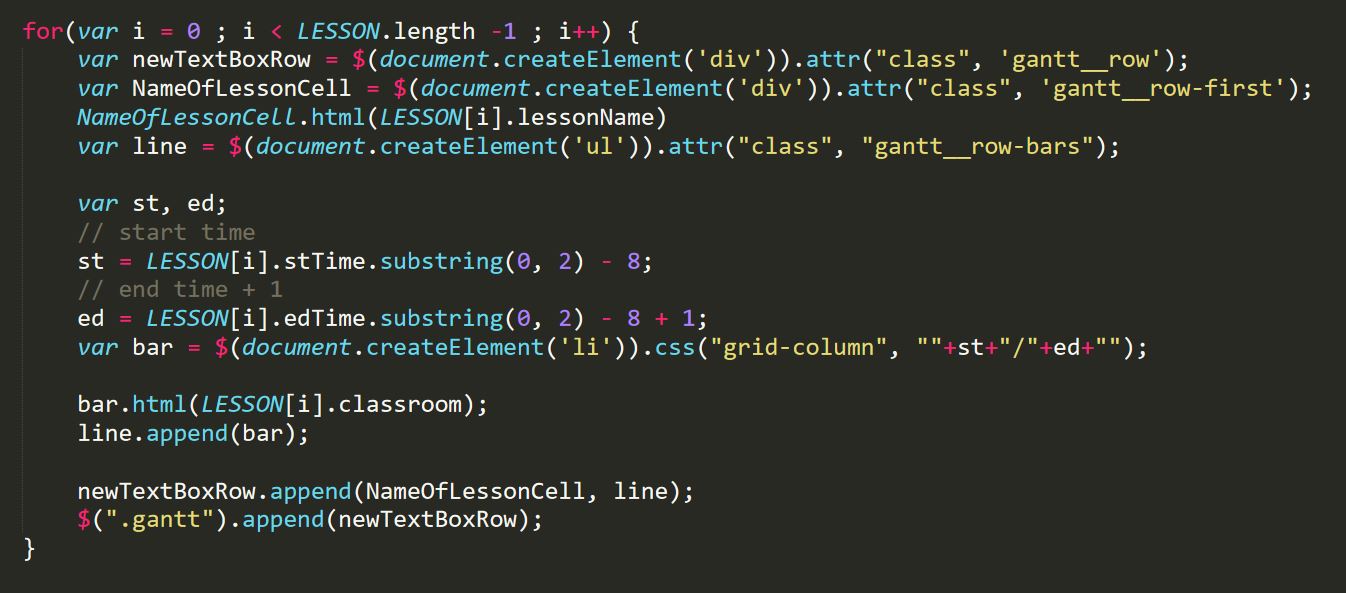 for(var i = 0 ; i < LESSON.length -1 ; i++) {
    var newTextBoxRow = $(document.createElement('div')).attr("class", 'gantt__row');
    var NameOfLessonCell = $(document.createElement('div')).attr("class", 'gantt__row-first');
    NameOfLessonCell.html(LESSON[i].lessonName)
    var line = $(document.createElement('ul')).attr("class", "gantt__row-bars");

    var st, ed;
    // start time
    st = LESSON[i].stTime.substring(0, 2) - 8;
    // end time + 1
    ed = LESSON[i].edTime.substring(0, 2) - 8 + 1;
    var bar = $(document.createElement('li')).css("grid-column", ""+st+"/"+ed+"");

    bar.html(LESSON[i].classroom);
    line.append(bar);

    newTextBoxRow.append(NameOfLessonCell, line);
    $(".gantt").append(newTextBoxRow);
}